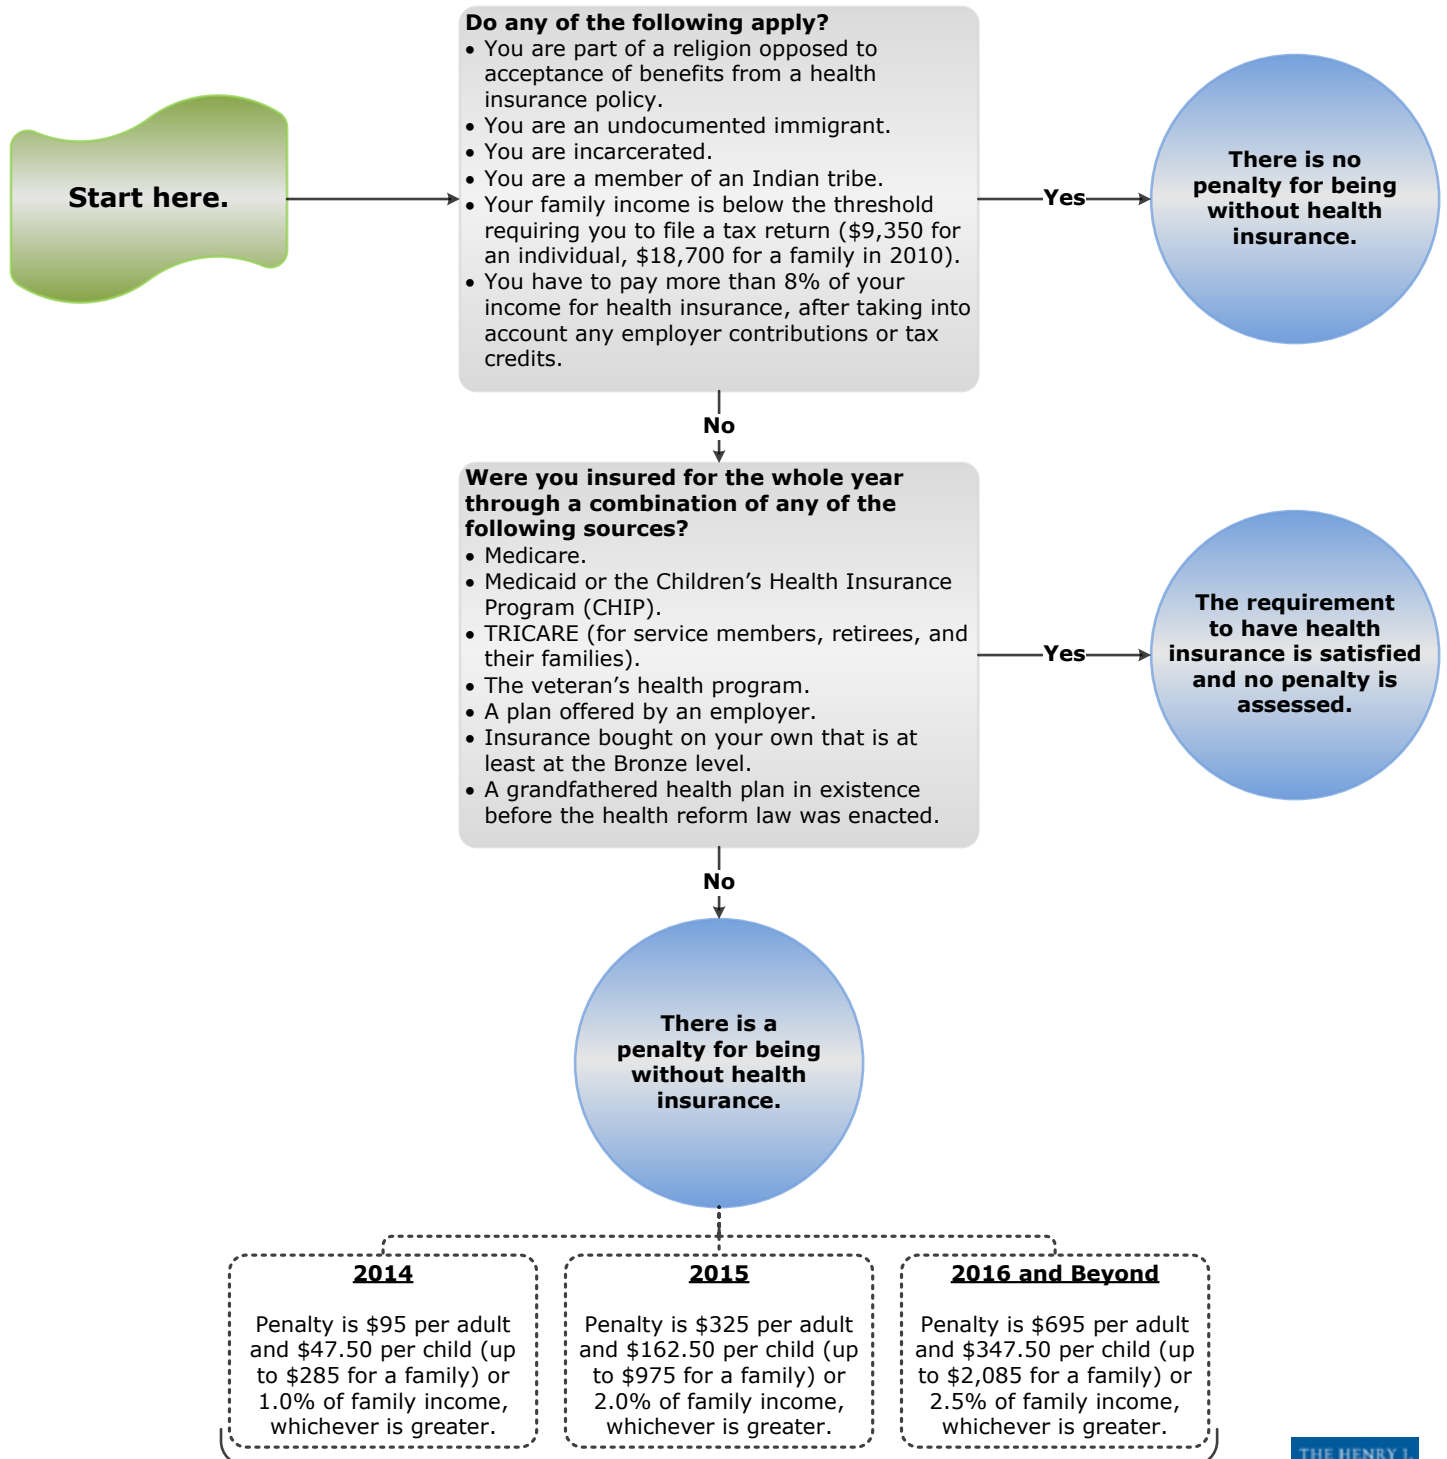 Start here.
Do any of the following apply?
• You are part of a religion opposed to
acceptance of benefits from a health
insurance policy.
• You are an undocumented immigrant.
• You are incarcerated.
• You are a member of an Indian tribe.
• Your family income is below the threshold
requiring you to file a tax return ($9,350 for
an individual, $18,700 for a family in 2010).
• You have to pay more than 8% of your
income for health insurance, after taking into
account any employer contributions or tax
credits.
Yes
There is no
penalty for being
without health
insurance.
No
Were you insured for the whole year
through a combination of any of the
following sources?
• Medicare.
• Medicaid or the Children’s Health Insurance
Program (CHIP).
• TRICARE (for service members, retirees, and
their families).
• The veteran’s health program.
• A plan offered by an employer.
• Insurance bought on your own that is at
least at the Bronze level.
• A grandfathered health plan in existence
before the health reform law was enacted.
Yes
The requirement
to have health
insurance is satisfied
and no penalty is
assessed.
No
There is a
penalty for being
without health
insurance.
2014
Penalty is $95 per adult
and $47.50 per child (up
to $285 for a family) or
1.0% of family income,
whichever is greater.
2015
Penalty is $325 per adult
and $162.50 per child (up
to $975 for a family) or
2.0% of family income,
whichever is greater.
2016 and Beyond
Penalty is $695 per adult
and $347.50 per child (up
to $2,085 for a family) or
2.5% of family income,
whichever is greater.
THE HENRY J.